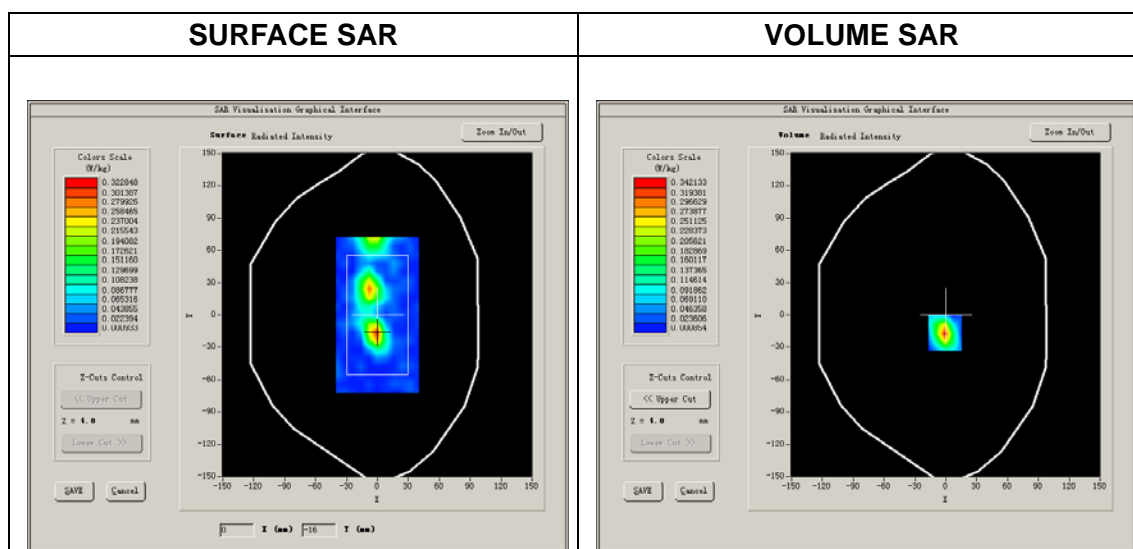 SURFACE SAR
VOLUME SAR
SAR Visualisation Graphical Interface
Surface Radiated Intensity
Zoom In/Out
Colors Scale
(W/kg)
0.322848
0.301387
0.279926
0.258465
0.237004
0.215543
0.194082
0.172621
0.151160
0.129699
0.108238
0.086777
0.065316
0.043855
0.022394
0.000933
150
120
90
60
30
0
-30
-60
-90
-120
-150
Y
-150 -120 -90 -60 -30 0 30 60 90 120 150
X
Z-Cuts Control
<< Upper Cut
Z = 4.0 mm
Lower Cut >>
SAVE Cancel
0 X (mm) -16 Y (mm)
SAR Visualisation Graphical Interface
Volume Radiated Intensity
Zoom In/Out
Colors Scale
(W/kg)
0.342133
0.319381
0.296629
0.273877
0.251125
0.228373
0.205621
0.182869
0.160117
0.137365
0.114614
0.091862
0.069110
0.046358
0.023606
0.000854
150
120
90
60
30
0
-30
-60
-90
-120
-150
Y
-150 -120 -90 -60 -30 0 30 60 90 120 150
X
Z-Cuts Control
<< Upper Cut
Z = 4.0 mm
Lower Cut >>
SAVE Cancel